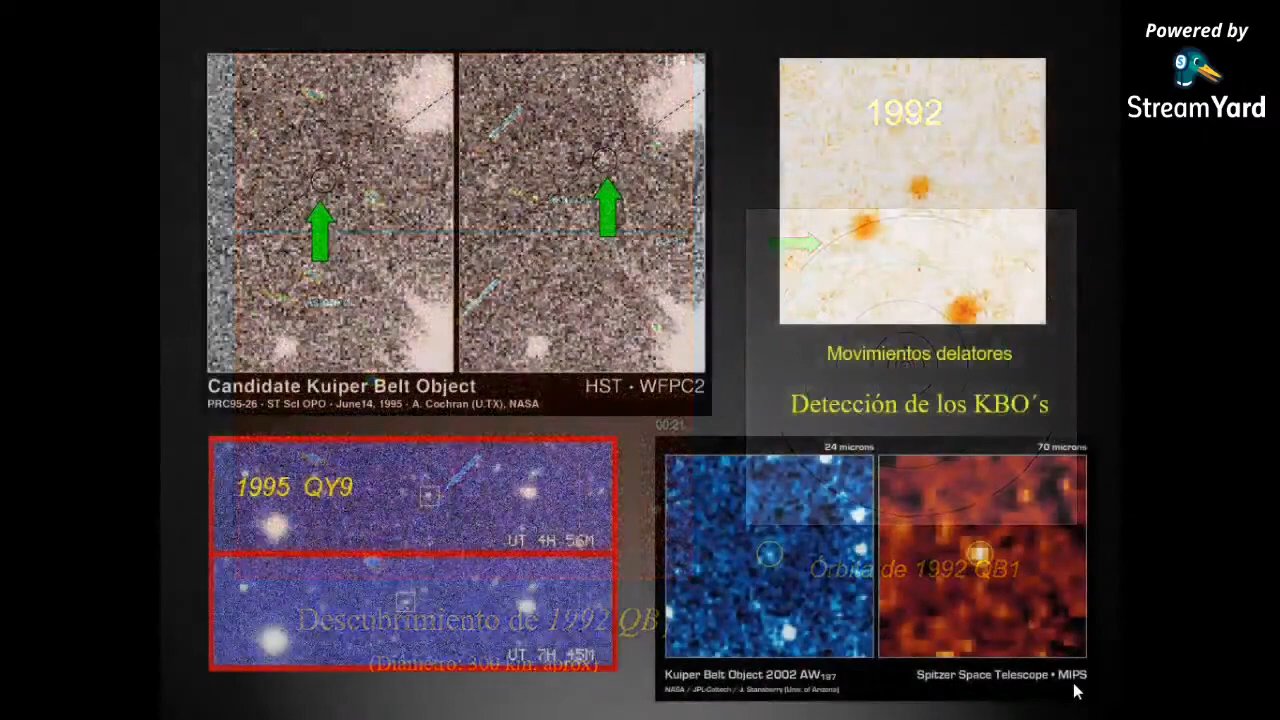 Powered by
StreamYard
1992
Movimientos delatores
Detección de los KBO´s
Candidate Kuiper Belt Object
HST • WFPC2
PRC95-26 · ST ScI OPO · June14, 1995 · A. Cochran (U.TX), NASA
00:21
1995 QY9
UT 4H 56M
UT 7H 45M
Descubrimiento de 1992 QB
(Diámetro: 300 km. aprox)
24 microns
70 microns
Órbita de 1992 QB1
Kuiper Belt Object 2002 AW197
Spitzer Space Telescope • MIPS
NASA / JPL-Caltech / J. Stansberry (Univ. of Arizona)